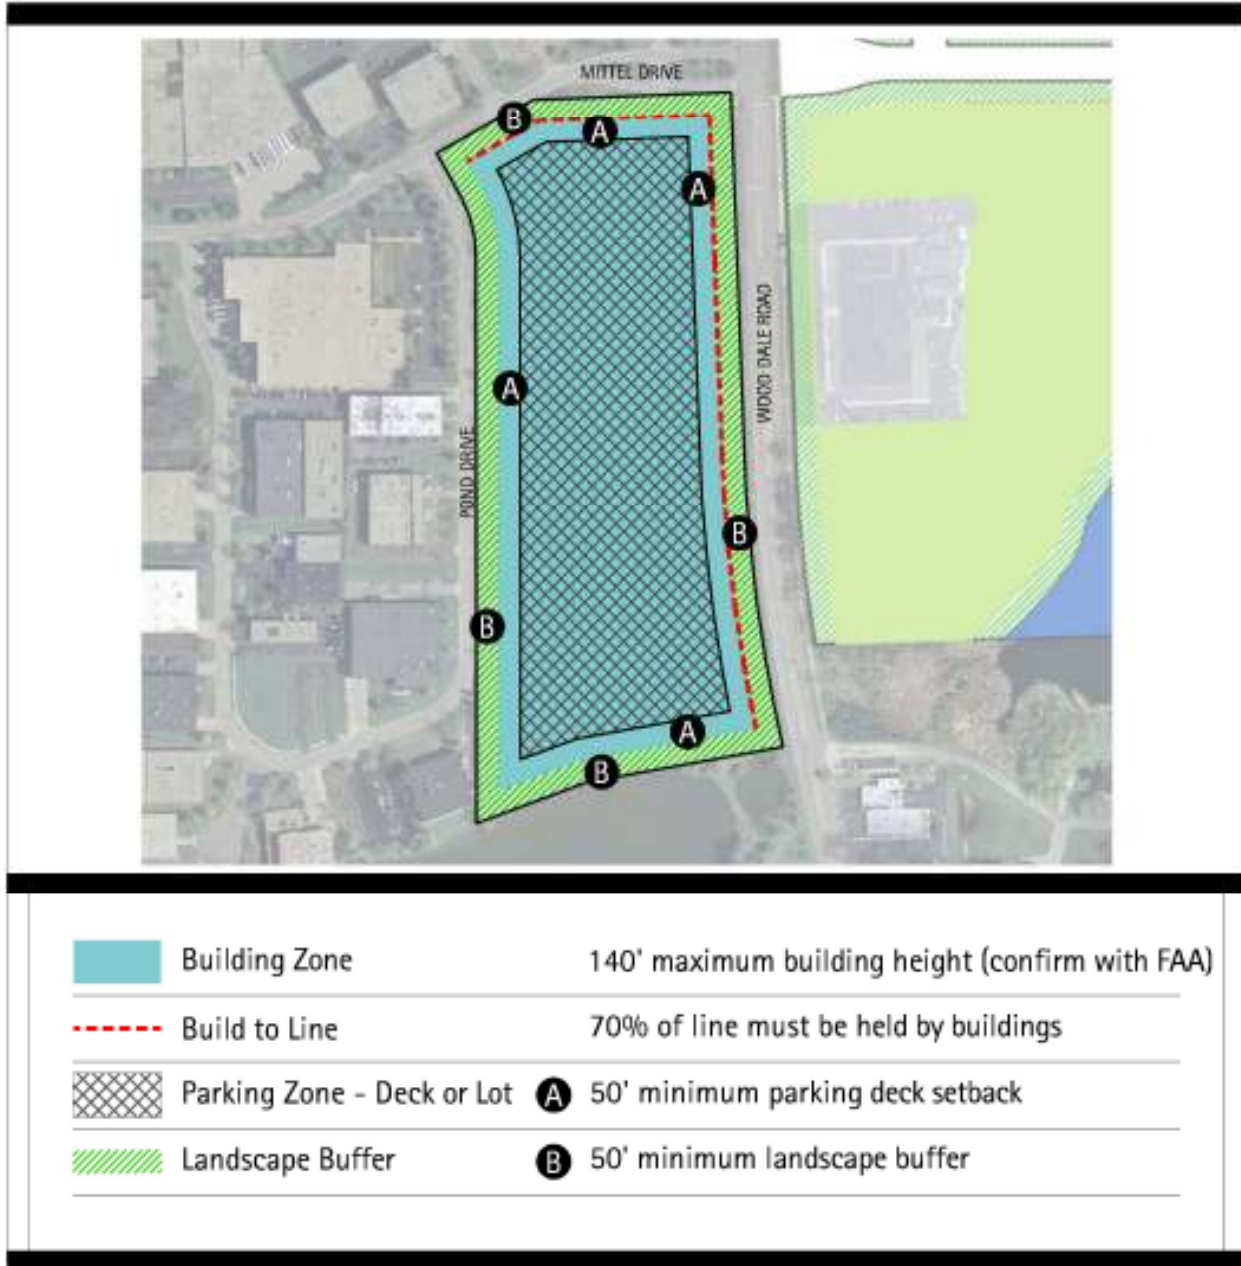 MITTEL DRIVE
B
A
A
WOOD DALE ROAD
A
POND DRIVE
B
B
A
B
Building Zone 140' maximum building height (confirm with FAA)
Build to Line 70% of line must be held by buildings
Parking Zone - Deck or Lot A 50' minimum parking deck setback
Landscape Buffer B 50' minimum landscape buffer